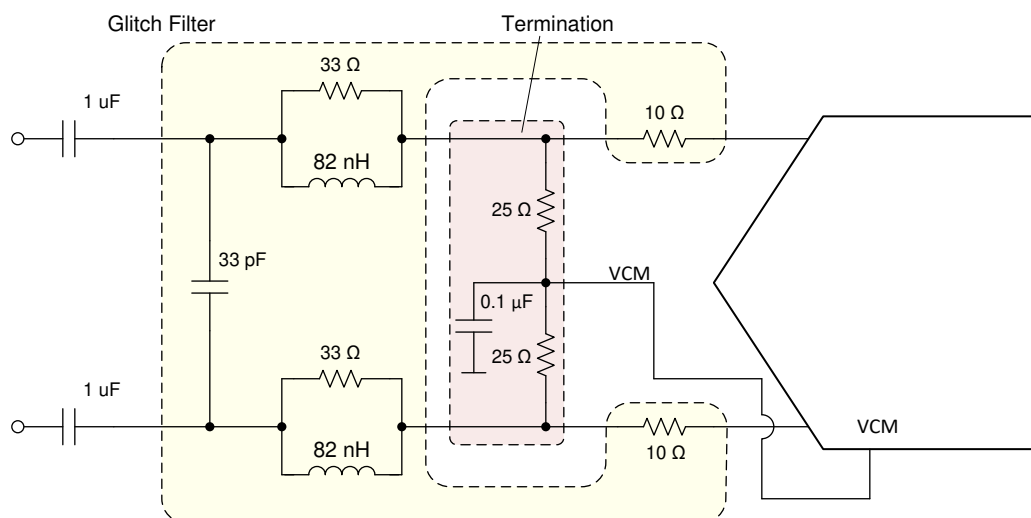 Glitch Filter
Termination
33 Ω
1 uF
10 Ω
82 nH
25 Ω
33 pF
VCM
0.1 µF
33 Ω
25 Ω
1 uF
VCM
82 nH
10 Ω